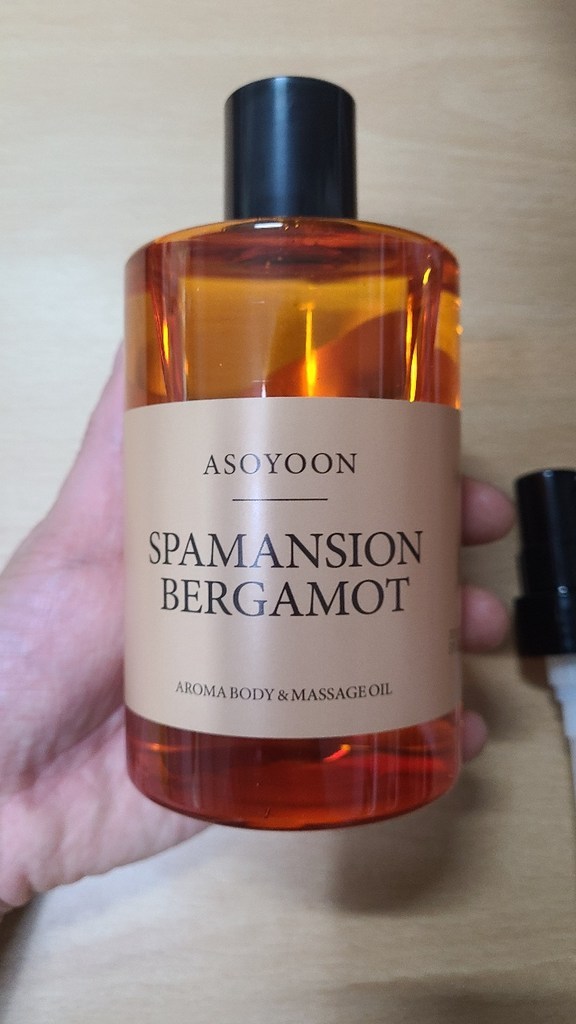 ASOYOON
SPAMANSION
BERGAMOT
AROMA BODY & MASSAGE OIL